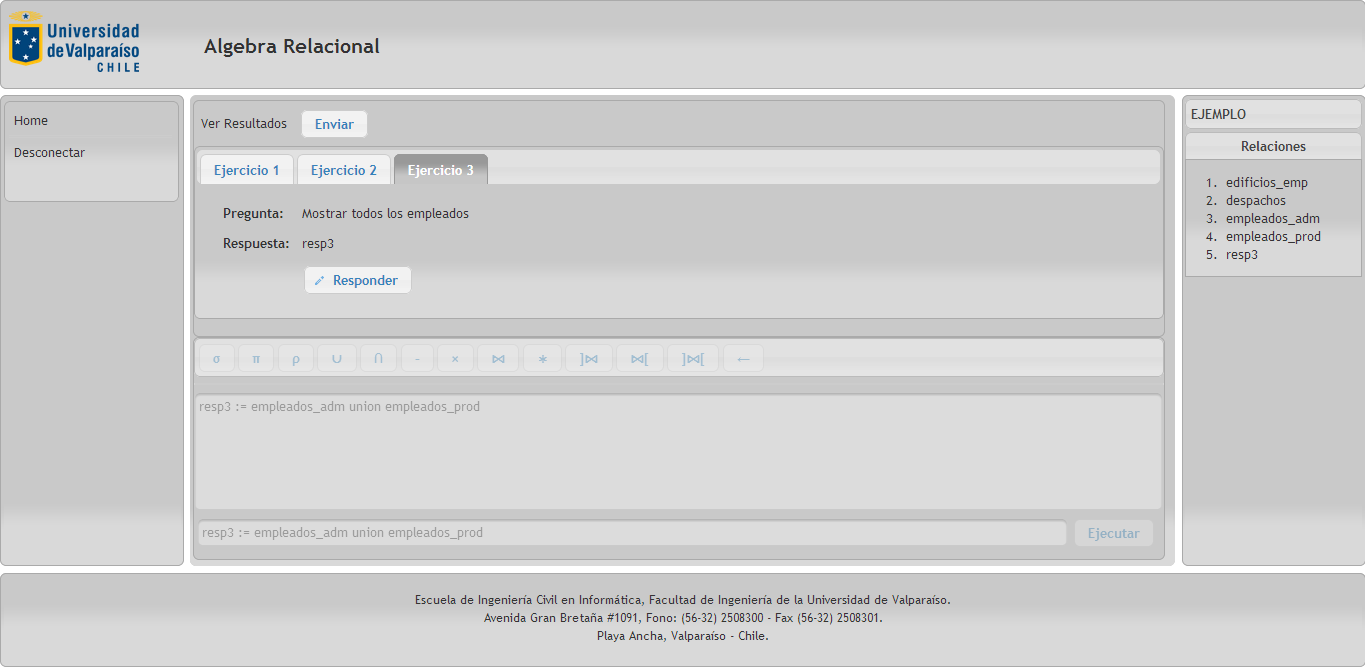 Universidad
de Valparaíso
CHILE
Algebra Relacional
Home
Desconectar
Ver Resultados Enviar
Ejercicio 1 Ejercicio 2 Ejercicio 3
Pregunta: Mostrar todos los empleados
Respuesta: resp3
Responder
σ π ρ ∪ ∩ - × ⋈ * ]⋈ ⋈[ ]⋈[ ←
resp3 := empleados_adm union empleados_prod
resp3 := empleados_adm union empleados_prod Ejecutar
EJEMPLO
Relaciones
1. edificios_emp
2. despachos
3. empleados_adm
4. empleados_prod
5. resp3
Escuela de Ingeniería Civil en Informática, Facultad de Ingeniería de la Universidad de Valparaíso.
Avenida Gran Bretaña #1091, Fono: (56-32) 2508300 - Fax (56-32) 2508301.
Playa Ancha, Valparaíso - Chile.